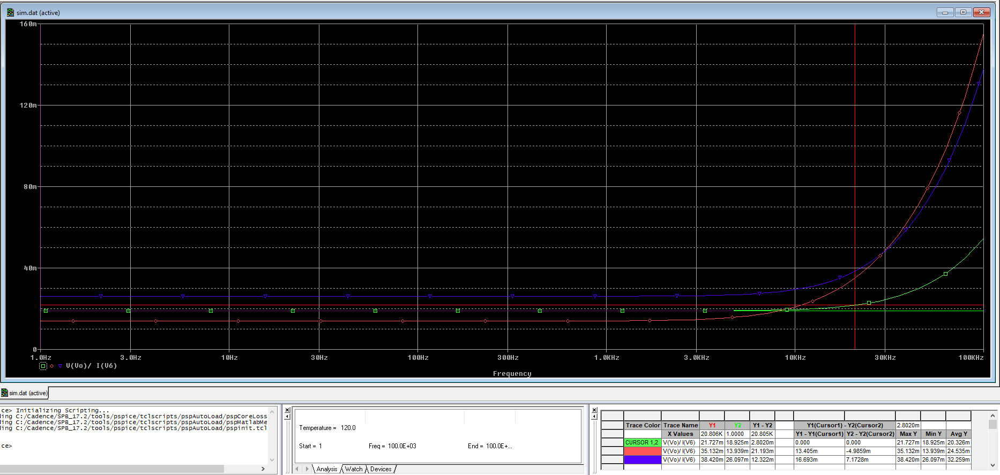 sim.dat (active)
160m
120m
80m
40m
0
1.0Hz 3.0Hz 10Hz 30Hz 100Hz 300Hz 1.0KHz 3.0KHz 10KHz 30KHz 100KHz
V(Vo)/ I(V6)
Frequency
sim.dat (active)
ce> Initializing Scripting...
ing C:/Cadence/SPB_17.2/tools/pspice/tclscripts/pspAutoLoad/pspCoreLoss
ing C:/Cadence/SPB_17.2/tools/pspice/tclscripts/pspAutoLoad/pspMatlabMe
ing C:/Cadence/SPB_17.2/tools/pspice/tclscripts/pspAutoLoad/pspinit.tcl
ce>
Temperature = 120.0
Start = 1 Freq = 100.0E+03 End = 100.0E+...
Analysis Watch Devices
Trace Color Trace Name Y1 Y2 Y1 - Y2 Y1(Cursor1) - Y2(Cursor2) 2.8020m
X Values 20.806K 1.0000 20.805K Y1 - Y1(Cursor1) Y2 - Y2(Cursor2) Max Y Min Y Avg Y
CURSOR 1,2 V(Vo)/ I(V6) 21.727m 18.925m 2.8020m 0.000 0.000 21.727m 18.925m 20.326m
V(Vo)/ I(V6) 35.132m 13.939m 21.193m 13.405m -4.9859m 35.132m 13.939m 24.535m
V(Vo)/ I(V6) 38.420m 26.097m 12.322m 16.693m 7.1728m 38.420m 26.097m 32.259m